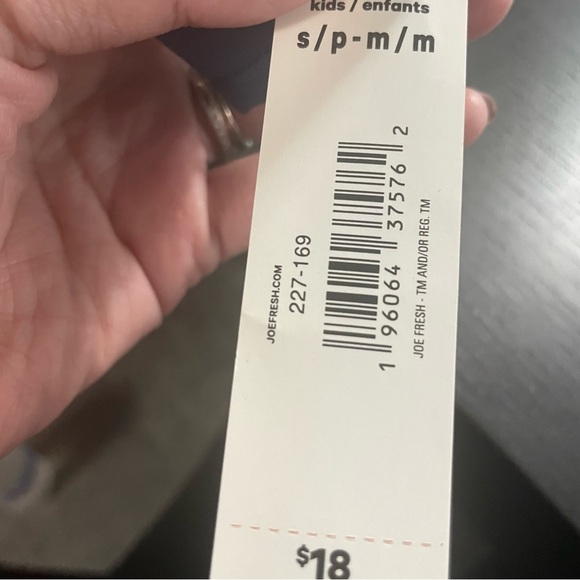 kids / enfants
s/p-m/m
JOEFRESH.COM
227-169
1 96064 37576 2
JOE FRESH - TM AND/OR REG. TM
$18